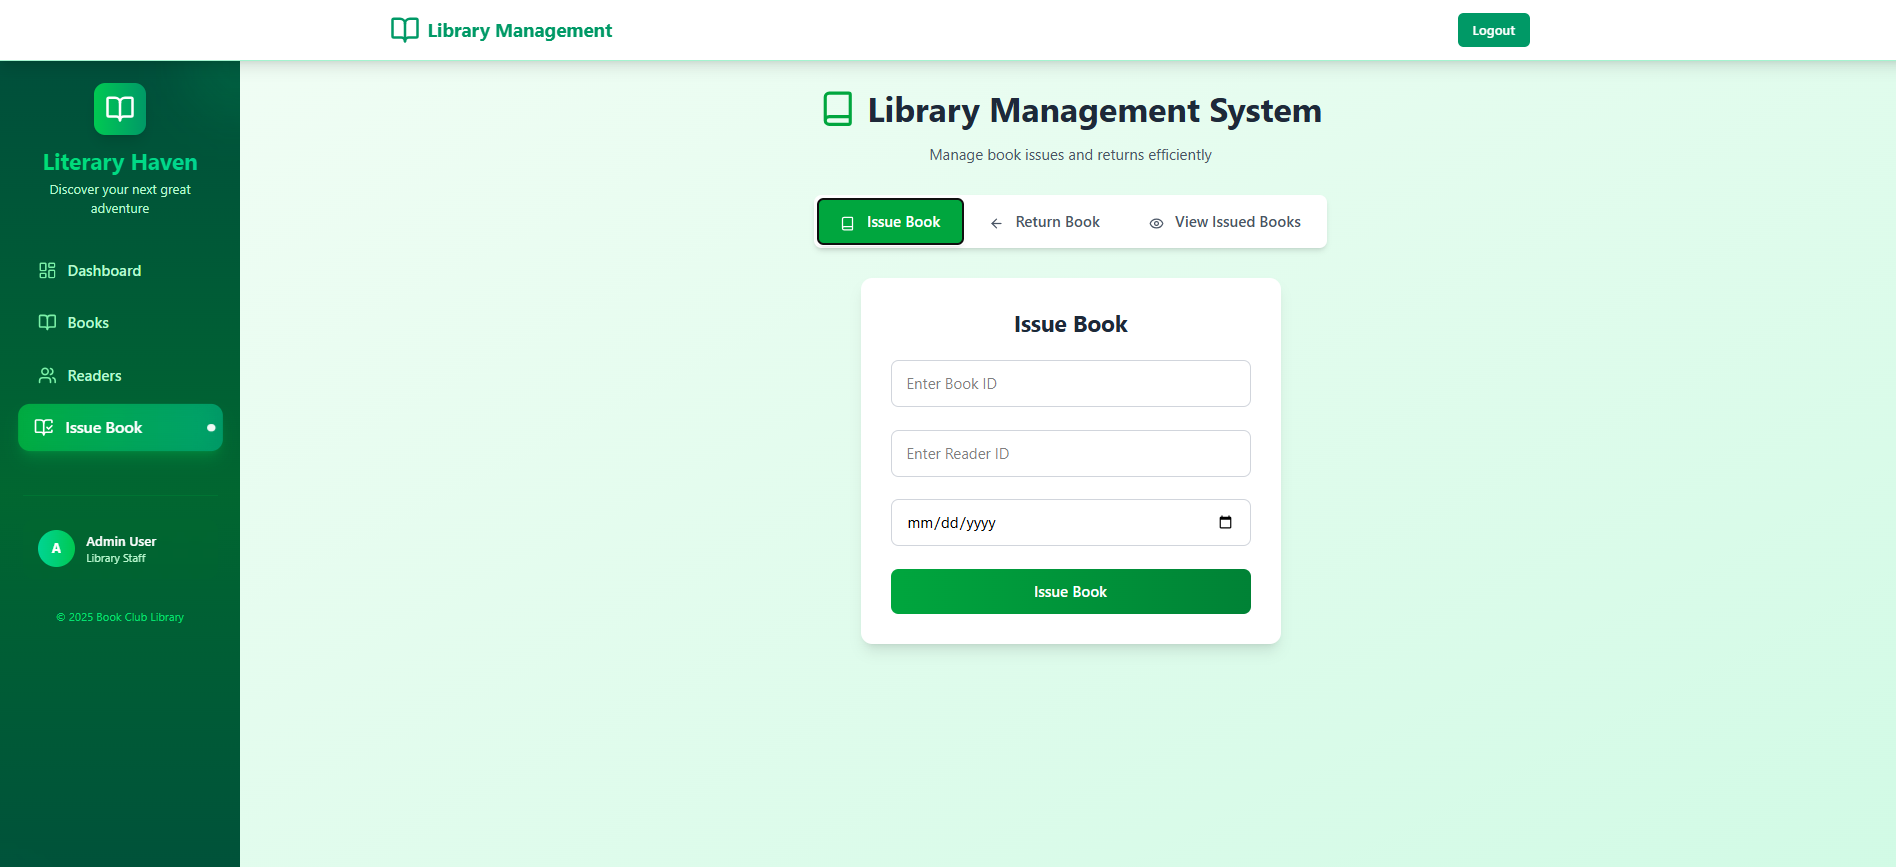 Library Management
Logout
Literary Haven
Discover your next great
adventure
Dashboard
Books
Readers
Issue Book
A
Admin User
Library Staff
© 2025 Book Club Library
Library Management System
Manage book issues and returns efficiently
Issue Book
Return Book
View Issued Books
Issue Book
Enter Book ID
Enter Reader ID
mm/dd/yyyy
Issue Book